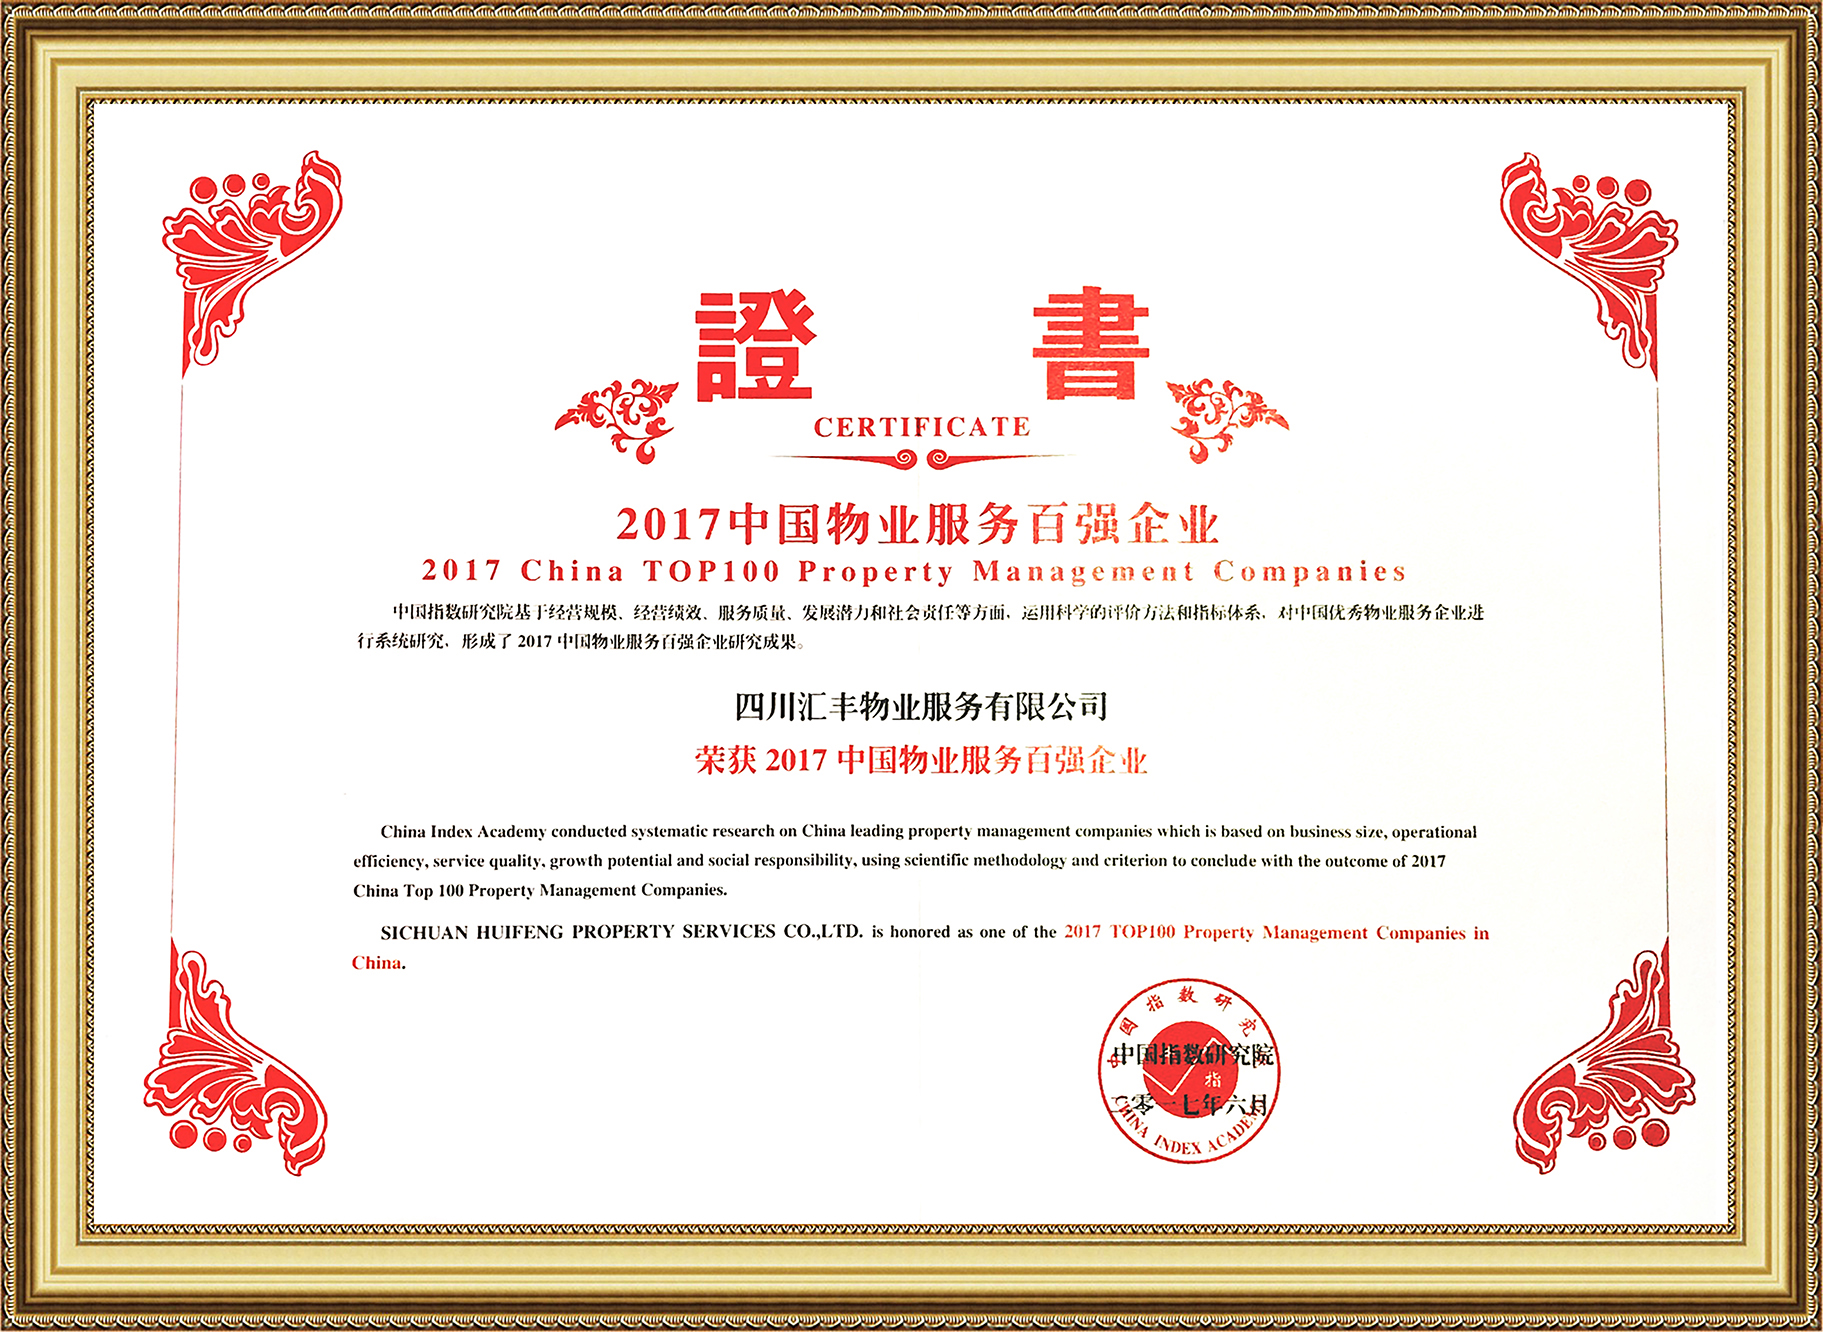 證 書
CERTIFICATE
2017中国物业服务百强企业
2017 China TOP100 Property Management Companies
中国指数研究院基于经营规模、经营绩效、服务质量、发展潜力和社会责任等方面，运用科学的评价方法和指标体系，对中国优秀物业服务企业进
行系统研究，形成了 2017 中国物业服务百强企业研究成果。
四川汇丰物业服务有限公司
荣获 2017 中国物业服务百强企业
China Index Academy conducted systematic research on China leading property management companies which is based on business size, operational
efficiency, service quality, growth potential and social responsibility, using scientific methodology and criterion to conclude with the outcome of 2017
China Top 100 Property Management Companies.
SICHUAN HUIFENG PROPERTY SERVICES CO.,LTD. is honored as one of the 2017 TOP100 Property Management Companies in
China.
中国指数研究院
中国指数研究院
指
二零一七年六月
CHINA INDEX ACADEMY